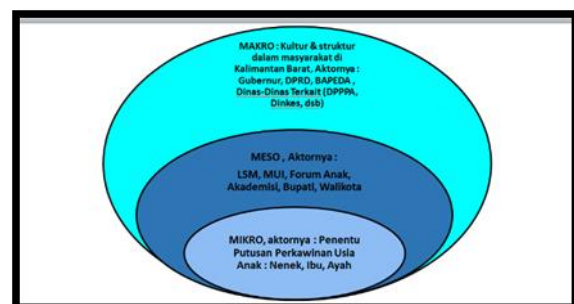 MAKRO : Kultur & struktur
dalam masyarakat di
Kalimantan Barat, Aktornya :
Gubernur, DPRD, BAPEDA ,
Dinas-Dinas Terkait (DPPPA,
Dinkes, dsb)
MESO , Aktornya :
LSM, MUI, Forum Anak,
Akademisi, Bupati, Walikota
MIKRO, aktornya : Penentu
Putusan Perkawinan Usia
Anak : Nenek, Ibu, Ayah